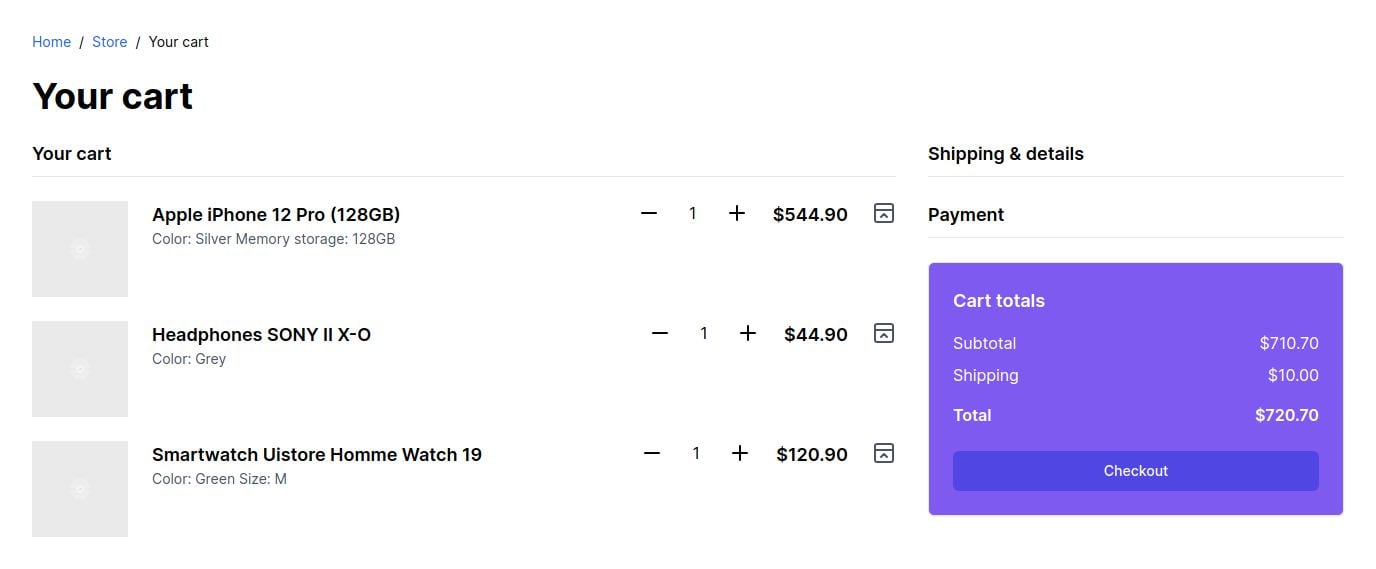 Home / Store / Your cart
Your cart
Your cart
Apple iPhone 12 Pro (128GB)
Color: Silver Memory storage: 128GB
1
$544.90
Headphones SONY II X-O
Color: Grey
1
$44.90
Smartwatch Uistore Homme Watch 19
Color: Green Size: M
1
$120.90
Shipping & details
Payment
Cart totals
Subtotal $710.70
Shipping $10.00
Total $720.70
Checkout